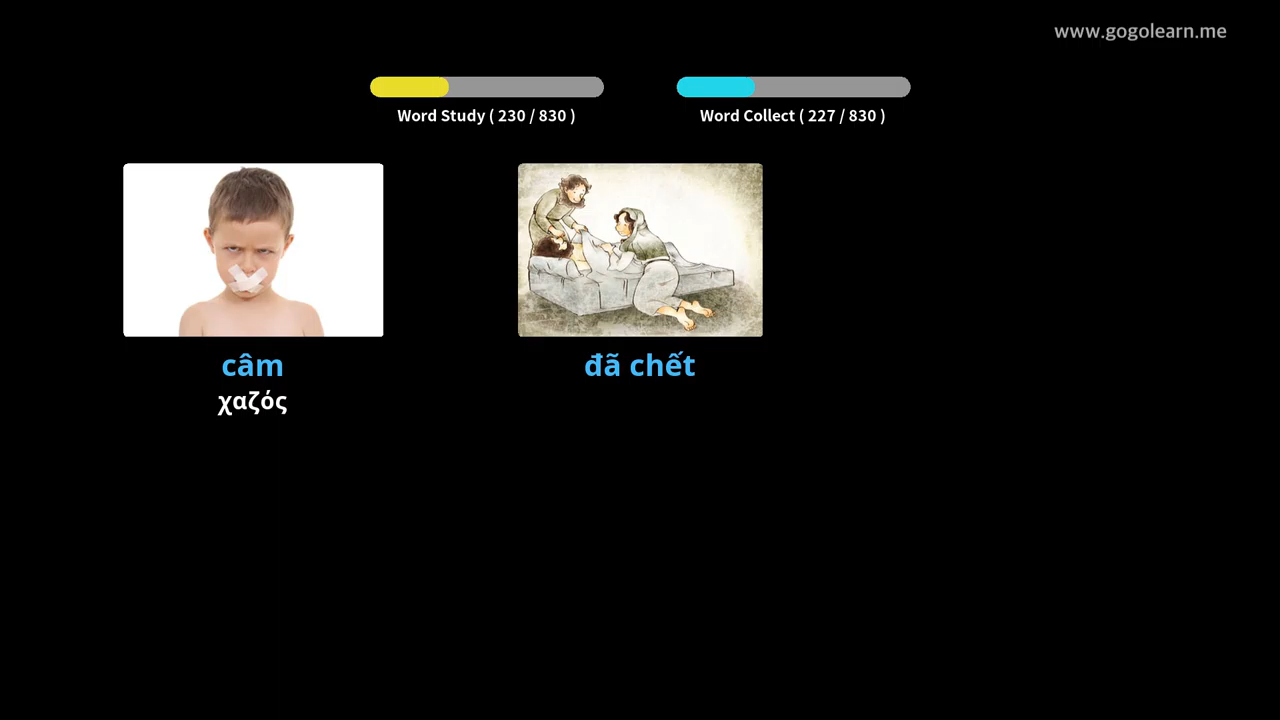 www.gogolearn.me
Word Study ( 230 / 830 )
Word Collect ( 227 / 830 )
câm
χαζός
đã chết